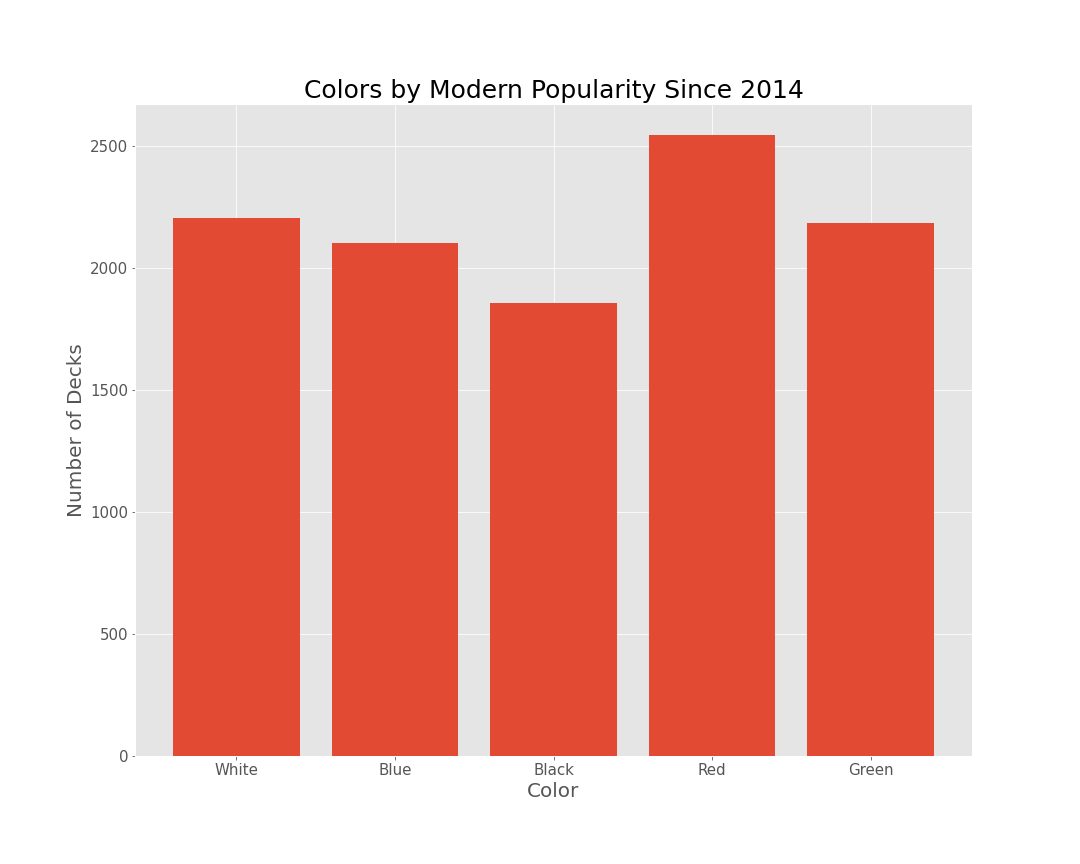 Colors by Modern Popularity Since 2014
2500
2000
1500
1000
500
0
Number of Decks
White Blue Black Red Green
Color